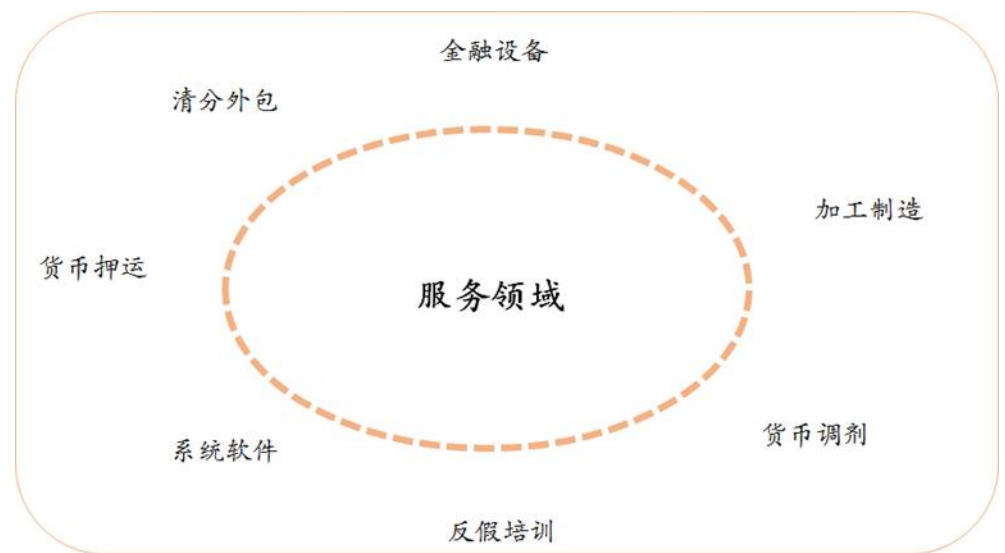 金融设备
清分外包
加工制造
货币押运
服务领域
货币调剂
系统软件
反假培训